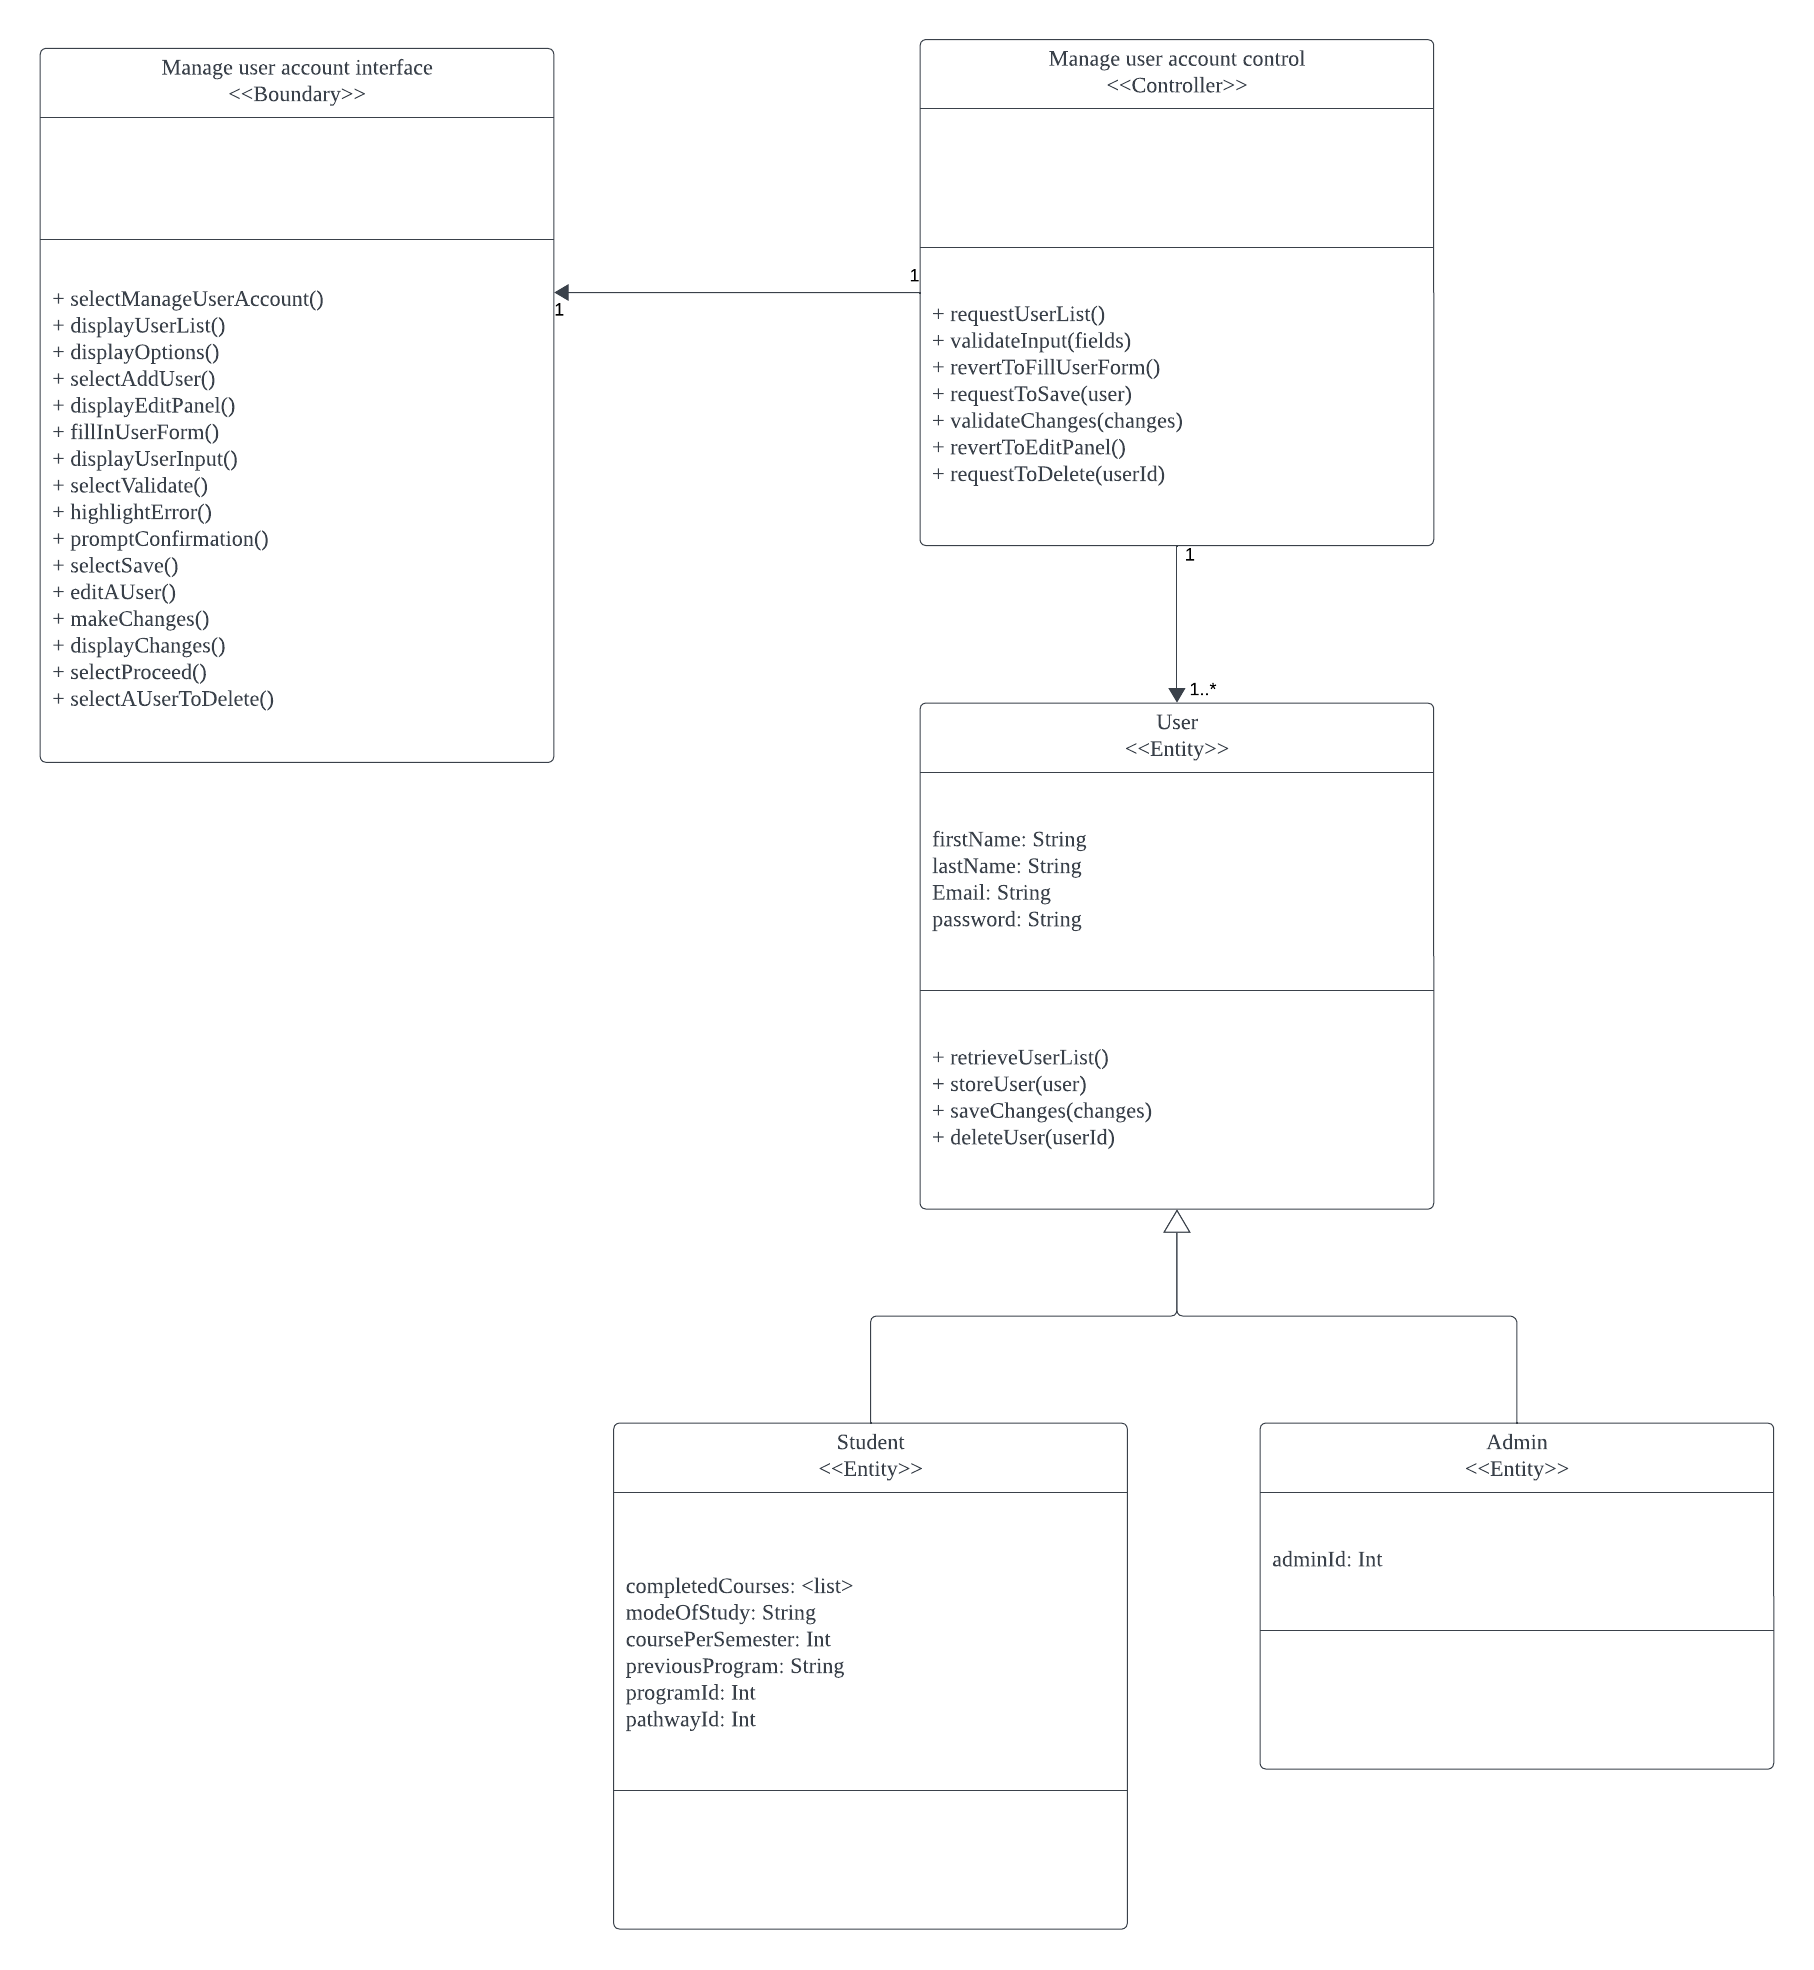 Manage user account interface
<<Boundary>>
+ selectManageUserAccount()
+ displayUserList()
+ displayOptions()
+ selectAddUser()
+ displayEditPanel()
+ fillInUserForm()
+ displayUserInput()
+ selectValidate()
+ highlightError()
+ promptConfirmation()
+ selectSave()
+ editAUser()
+ makeChanges()
+ displayChanges()
+ selectProceed()
+ selectAUserToDelete()
1
1
Manage user account control
<<Controller>>
+ requestUserList()
+ validateInput(fields)
+ revertToFillUserForm()
+ requestToSave(user)
+ validateChanges(changes)
+ revertToEditPanel()
+ requestToDelete(userId)
1
1..*
User
<<Entity>>
firstName: String
lastName: String
Email: String
password: String
+ retrieveUserList()
+ storeUser(user)
+ saveChanges(changes)
+ deleteUser(userId)
Student
<<Entity>>
completedCourses: <list>
modeOfStudy: String
coursePerSemester: Int
previousProgram: String
programId: Int
pathwayId: Int
Admin
<<Entity>>
adminId: Int